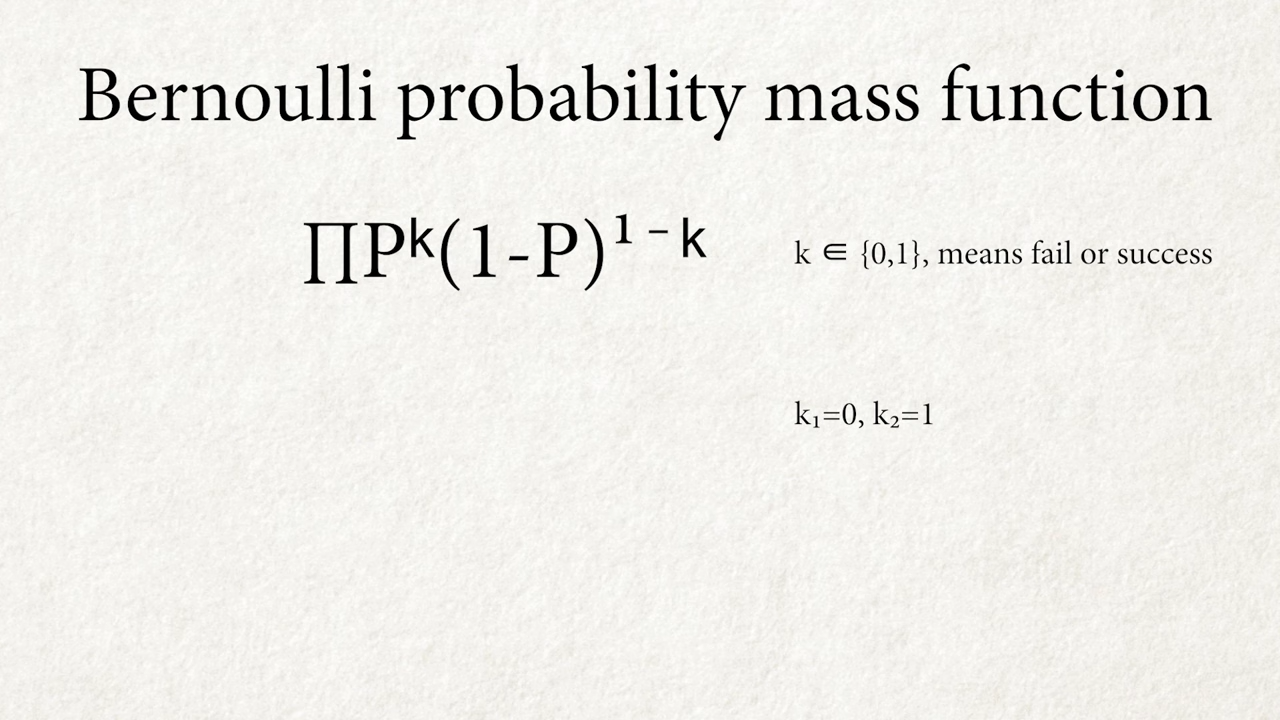 Bernoulli probability mass function
∏Pᵏ(1-P)¹⁻ᵏ
k ∈ {0,1}, means fail or success
k₁=0, k₂=1